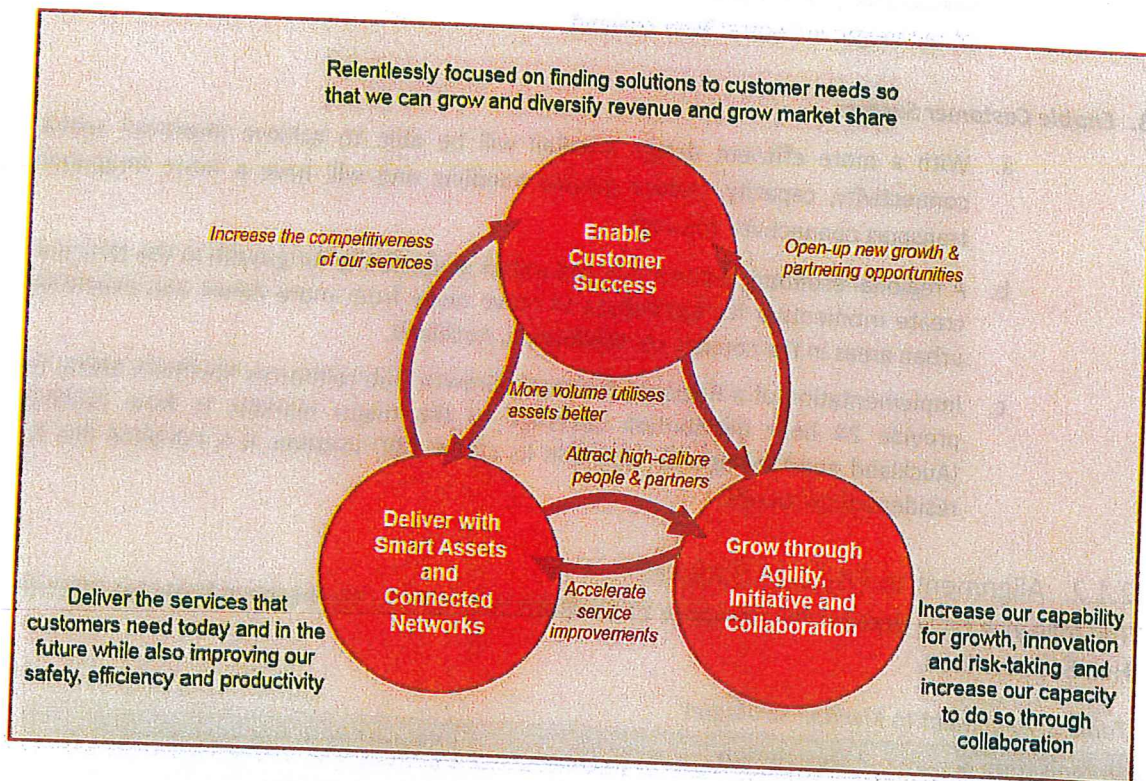 Relentlessly focused on finding solutions to customer needs so
that we can grow and diversify revenue and grow market share
Enable
Customer
Success
Increase the competitiveness
of our services
Open-up new growth &
partnering opportunities
More volume utilises
assets better
Attract high-calibre
people & partners
Deliver with
Smart Assets
and
Connected
Networks
Grow through
Agility,
Initiative and
Collaboration
Accelerate
service
improvements
Deliver the services that
customers need today and in the
future while also improving our
safety, efficiency and productivity
Increase our capability
for growth, innovation
and risk-taking and
increase our capacity
to do so through
collaboration